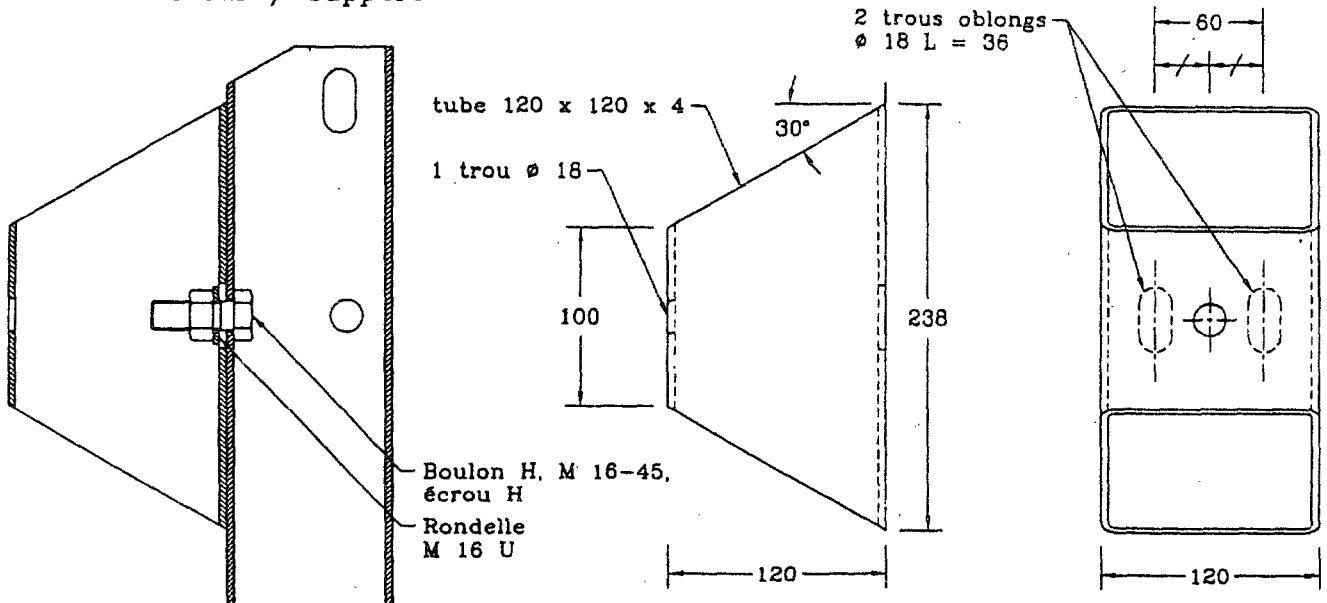 2 trous oblongs
ø 18 L = 36
60
tube 120 x 120 x 4
30°
1 trou ø 18
100
238
Boulon H, M 16-45,
écrou H
Rondelle
M 16 U
120
120